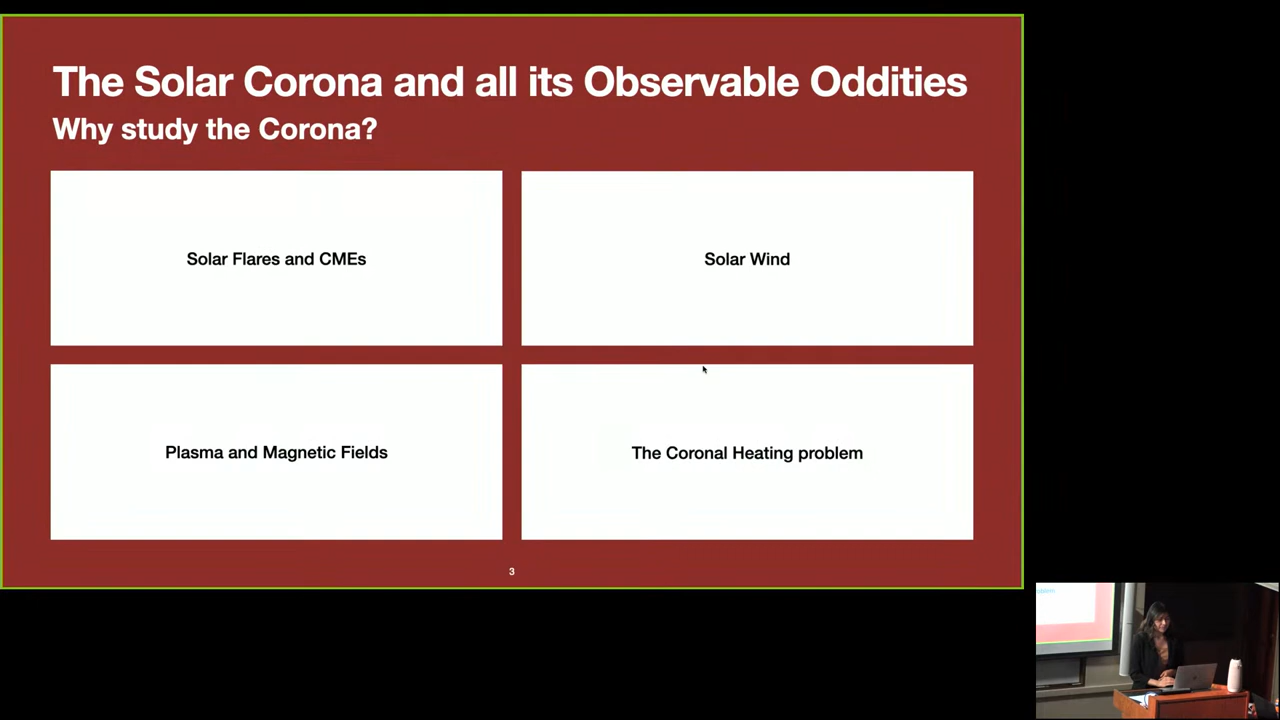 The Solar Corona and all its Observable Oddities
Why study the Corona?
Solar Flares and CMEs
Solar Wind
Plasma and Magnetic Fields
The Coronal Heating problem
3